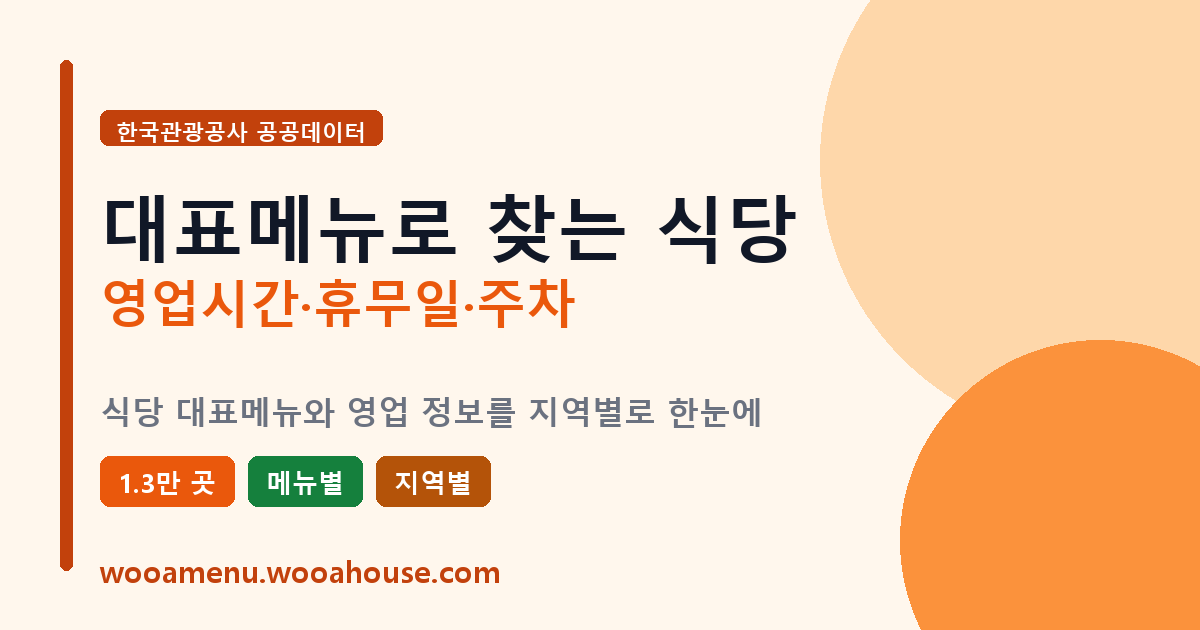 한국관광공사 공공데이터
대표메뉴로 찾는 식당
영업시간·휴무일·주차
식당 대표메뉴와 영업 정보를 지역별로 한눈에
1.3만 곳 메뉴별 지역별
wooamenu.wooahouse.com